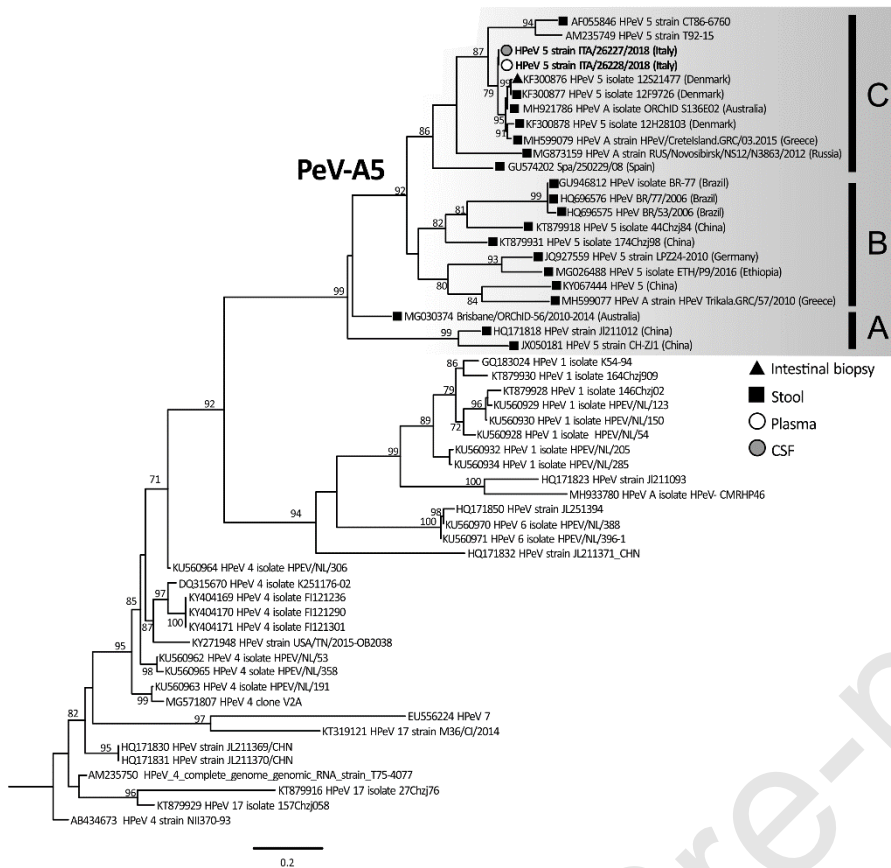 94
AF055846 HPeV 5 strain CT86-6760
AM235749 HPeV 5 strain T92-15
87
HPeV 5 strain ITA/26227/2018 (Italy)
HPeV 5 strain ITA/26228/2018 (Italy)
99
KF300876 HPeV 5 isolate 12S21477 (Denmark)
79
KF300877 HPeV 5 isolate 12F9726 (Denmark)
C
MH921786 HPeV A isolate ORChID S136E02 (Australia)
95
KF300878 HPeV 5 isolate 12H28103 (Denmark)
86
91
MH599079 HPeV A strain HPeV/CreteIsland.GRC/03.2015 (Greece)
MG873159 HPeV A strain RUS/Novosibirsk/NS12/N3863/2012 (Russia)
PeV-A5
GU574202 Spa/250229/08 (Spain)
92
GU946812 HPeV isolate BR-77 (Brazil)
99
HQ696576 HPeV BR/77/2006 (Brazil)
81
HQ696575 HPeV BR/53/2006 (Brazil)
82
KT879918 HPeV 5 isolate 44Chzj84 (China)
KT879931 HPeV 5 isolate 174Chzj98 (China)
B
93
JQ927559 HPeV 5 strain LPZ24-2010 (Germany)
MG026488 HPeV 5 isolate ETH/P9/2016 (Ethiopia)
80
KY067444 HPeV 5 (China)
99
84
MH599077 HPeV A strain HPeV Trikala.GRC/57/2010 (Greece)
MG030374 Brisbane/ORChID-56/2010-2014 (Australia)
99
HQ171818 HPeV strain JI211012 (China)
A
JX050181 HPeV 5 strain CH-ZJ1 (China)
86
GQ183024 HPeV 1 isolate K54-94
KT879930 HPeV 1 isolate 164Chzj909
Intestinal biopsy
79
KT879928 HPeV 1 isolate 146Chzj02
Stool
96
KU560929 HPeV 1 isolate HPEV/NL/123
92
KU560930 HPeV 1 isolate HPEV/NL/150
Plasma
89
72
KU560928 HPeV 1 isolate HPEV/NL/54
KU560932 HPeV 1 isolate HPEV/NL/205
CSF
99
KU560934 HPeV 1 isolate HPEV/NL/285
71
HQ171823 HPeV strain JI211093
100
MH933780 HPeV A isolate HPeV- CMRHP46
94
98
HQ171850 HPeV strain JL251394
100
KU560970 HPeV 6 isolate HPEV/NL/388
KU560971 HPeV 6 isolate HPEV/NL/396-1
HQ171832 HPeV strain JL211371_CHN
KU560964 HPeV 4 isolate HPEV/NL/306
DQ315670 HPeV 4 isolate K251176-02
97
KY404169 HPeV 4 isolate FI121236
85
KY404170 HPeV 4 isolate FI121290
100
KY404171 HPeV 4 isolate FI121301
87
KY271948 HPeV strain USA/TN/2015-OB2038
95
KU560962 HPeV 4 isolate HPEV/NL/53
98
KU560965 HPeV 4 solate HPEV/NL/358
KU560963 HPeV 4 isolate HPEV/NL/191
99
MG571807 HPeV 4 clone V2A
82
97
EU556224 HPeV 7
KT319121 HPeV 17 strain M36/CI/2014
95
HQ171830 HPeV strain JL211369/CHN
HQ171831 HPeV strain JL211370/CHN
AM235750 HPeV_4_complete_genome_genomic_RNA_strain_T75-4077
96
KT879916 HPeV 17 isolate 27Chzj76
KT879929 HPeV 17 isolate 157Chzj058
AB434673 HPeV 4 strain NII370-93
0.2
re-p